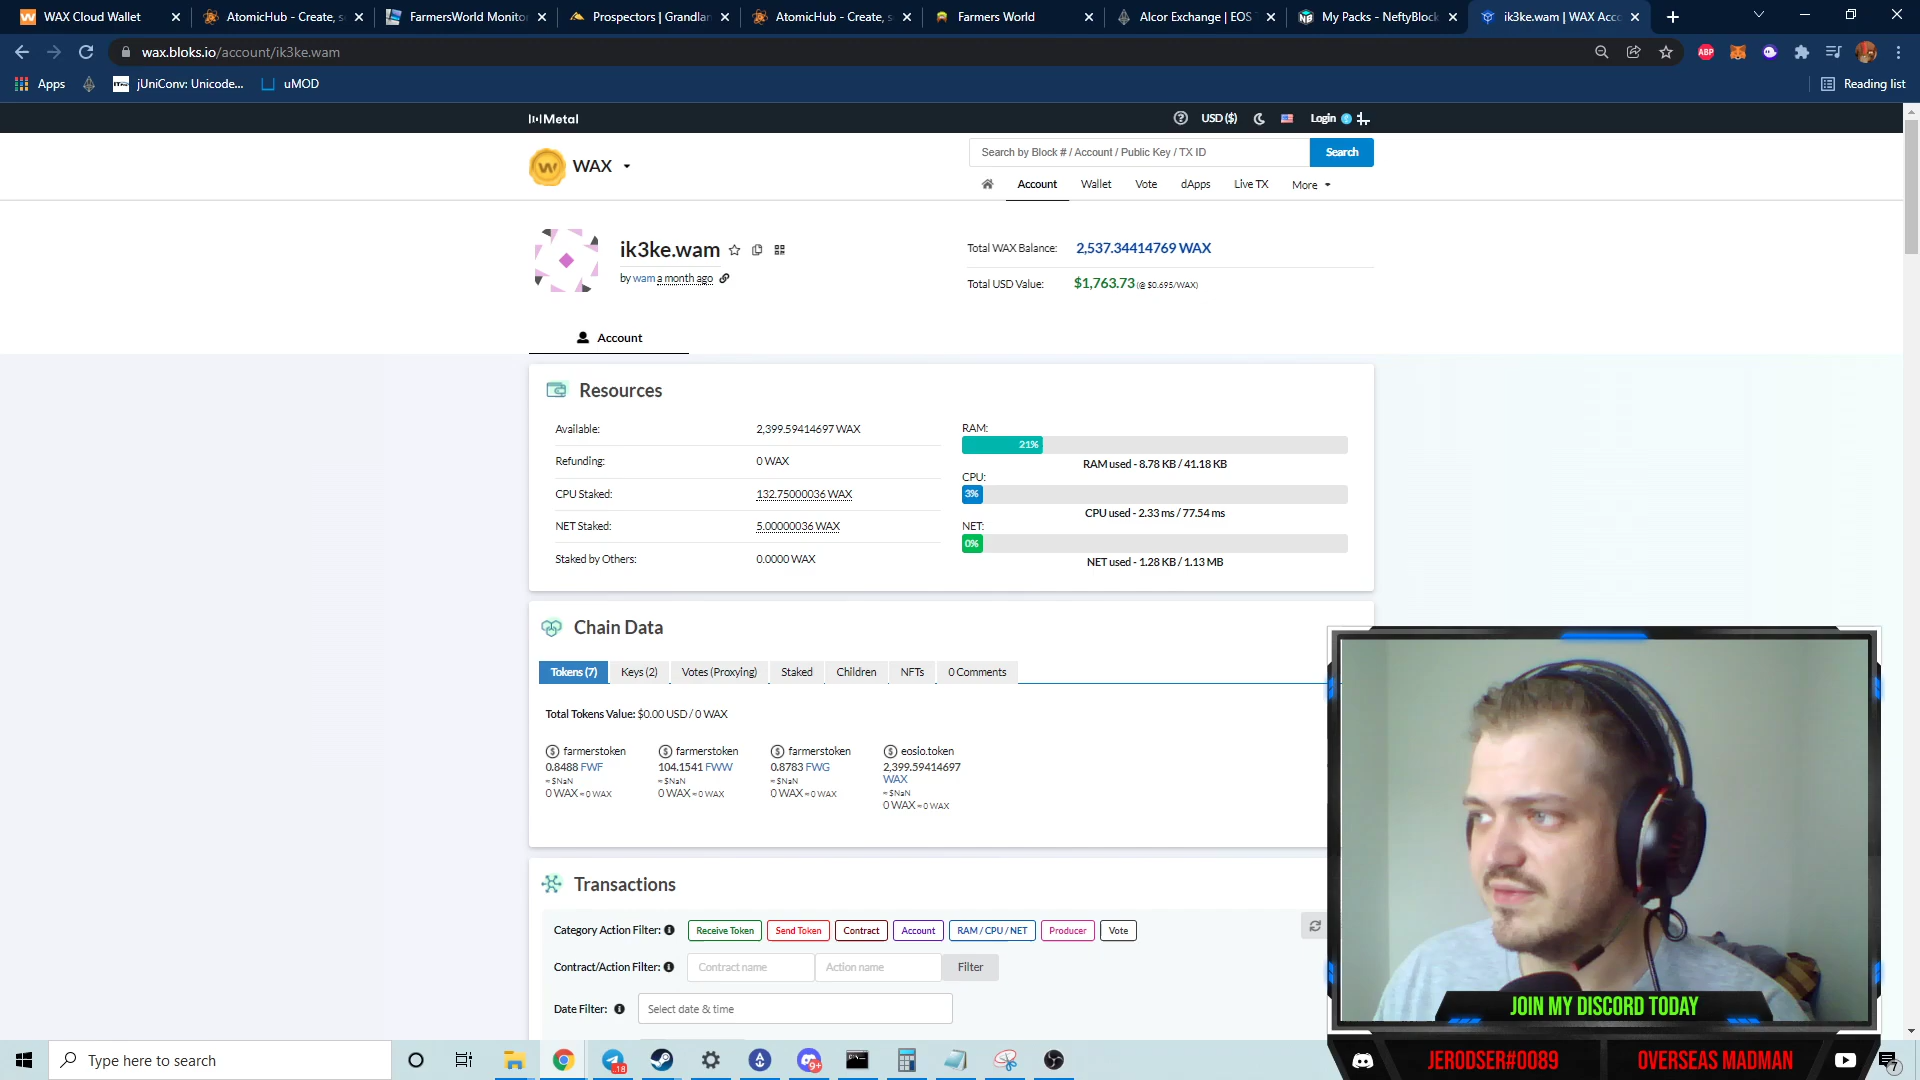 WAX Cloud Wallet
AtomicHub - Create, s
FarmersWorld Monito
Prospectors | Grandlan
AtomicHub - Create, s
Farmers World
Alcor Exchange | EOS
My Packs - NeftyBlock
ik3ke.wam | WAX Acco
wax.bloks.io/account/ik3ke.wam
ABP
Apps
jUniConv: Unicode...
uMOD
Reading list
Metal
USD ($)
Login
WAX
Search by Block # / Account / Public Key / TX ID
Search
Account
Wallet
Vote
dApps
Live TX
More
ik3ke.wam
by wam a month ago
Total WAX Balance: 2,537.34414769 WAX
Total USD Value: $1,763.73 (@ $0.695/WAX)
Account
Resources
Available: 2,399.59414697 WAX
Refunding: 0 WAX
CPU Staked: 132.75000036 WAX
NET Staked: 5.00000036 WAX
Staked by Others: 0.0000 WAX
RAM:
21%
RAM used - 8.78 KB / 41.18 KB
CPU:
3%
CPU used - 2.33 ms / 77.54 ms
NET:
0%
NET used - 1.28 KB / 1.13 MB
Chain Data
Tokens (7)
Keys (2)
Votes (Proxying)
Staked
Children
NFTs
0 Comments
Total Tokens Value: $0.00 USD / 0 WAX
farmerstoken
0.8488 FWF
≈ $NaN
0 WAX ≈ 0 WAX
farmerstoken
104.1541 FWW
≈ $NaN
0 WAX ≈ 0 WAX
farmerstoken
0.8783 FWG
≈ $NaN
0 WAX ≈ 0 WAX
eosio.token
2,399.59414697
WAX
≈ $NaN
0 WAX ≈ 0 WAX
Transactions
Category Action Filter:
Receive Token
Send Token
Contract
Account
RAM / CPU / NET
Producer
Vote
Contract/Action Filter:
Contract name
Action name
Filter
Date Filter:
Select date & time
JOIN MY DISCORD TODAY
JERODSER#0089
OVERSEAS MADMAN
Type here to search
18
9+
7